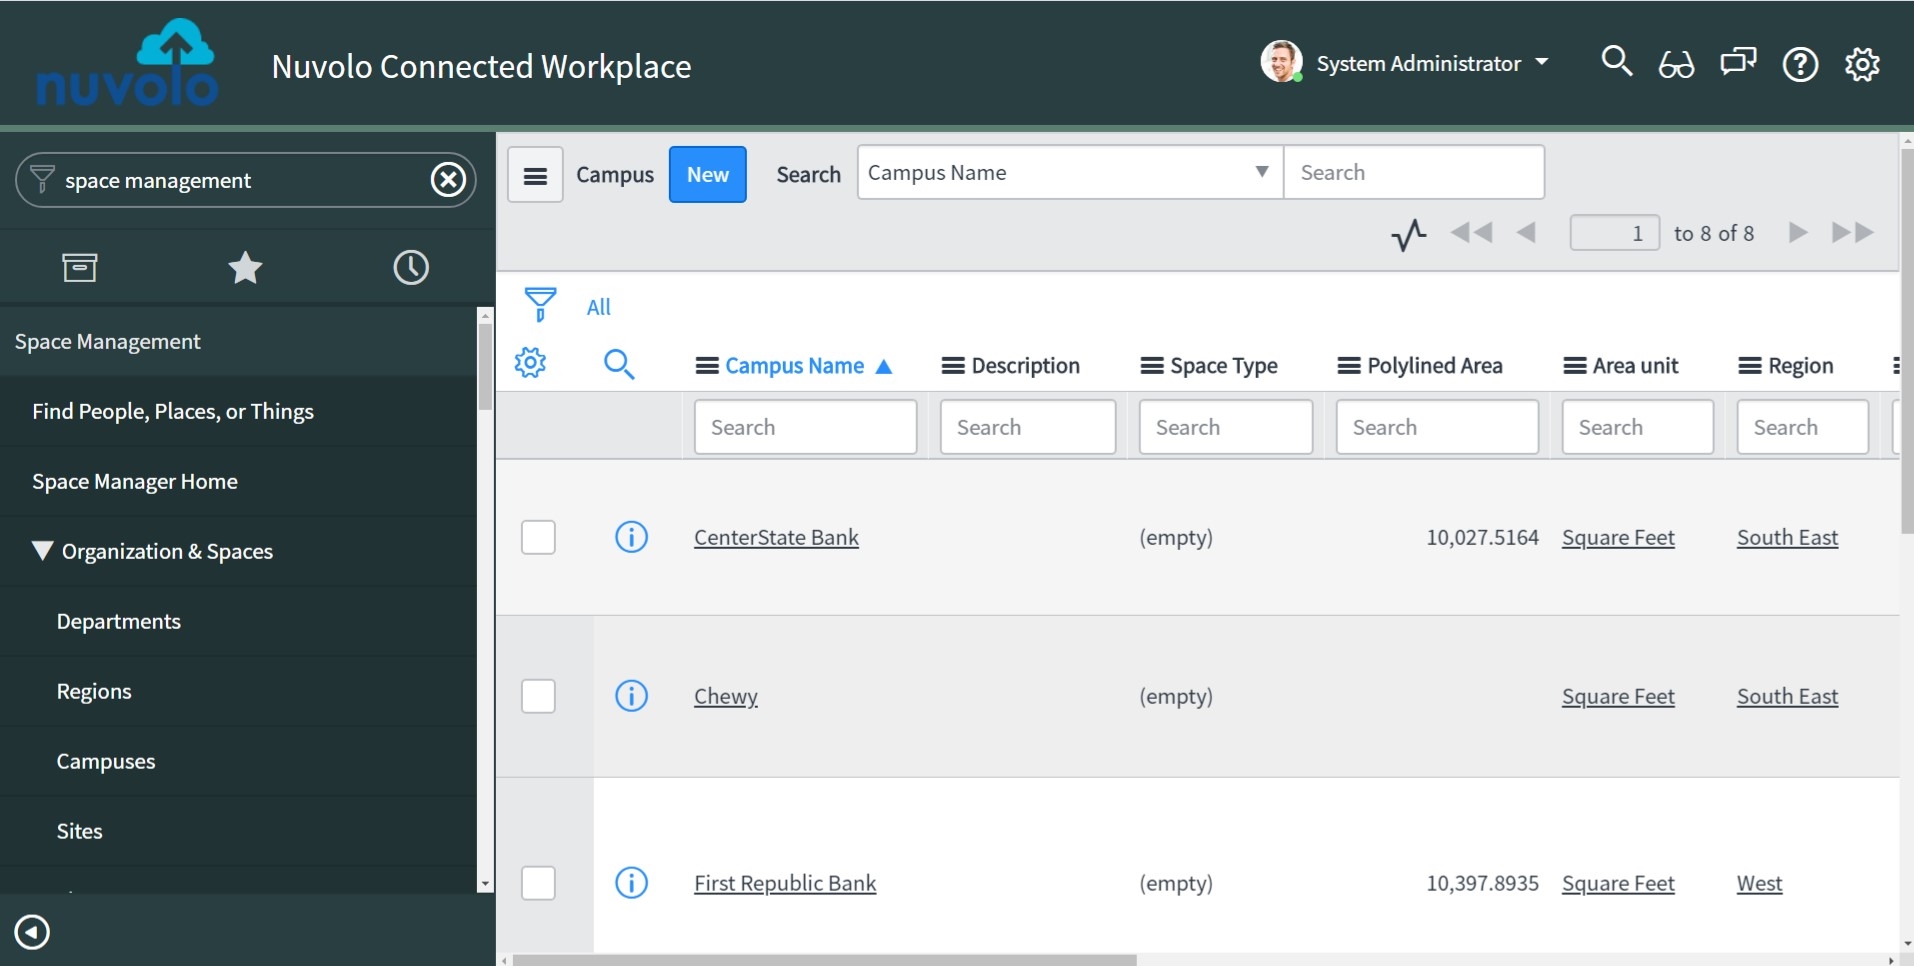 nuvolo
Nuvolo Connected Workplace
System Administrator
space management
Space Management
Find People, Places, or Things
Space Manager Home
Organization & Spaces
Departments
Regions
Campuses
Sites
Campus New Search Campus Name Search
1 to 8 of 8
All
Campus Name Description Space Type Polylined Area Area unit Region
Search Search Search Search Search Search
CenterState Bank (empty) 10,027.5164 Square Feet South East
Chewy (empty) Square Feet South East
First Republic Bank (empty) 10,397.8935 Square Feet West